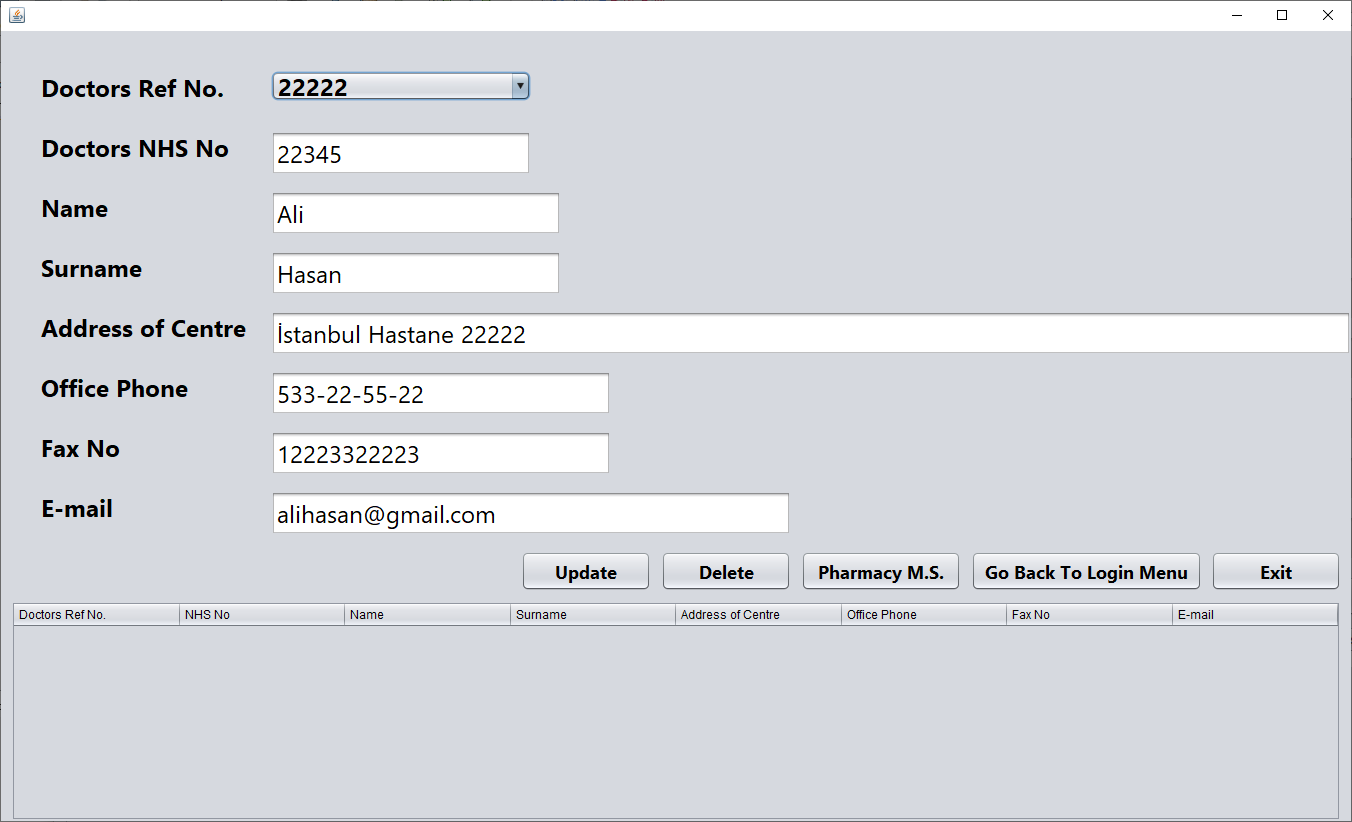 Doctors Ref No. 22222
Doctors NHS No 22345
Name Ali
Surname Hasan
Address of Centre İstanbul Hastane 22222
Office Phone 533-22-55-22
Fax No 12223322223
E-mail alihasan@gmail.com
Update Delete Pharmacy M.S. Go Back To Login Menu Exit
Doctors Ref No. NHS No Name Surname Address of Centre Office Phone Fax No E-mail